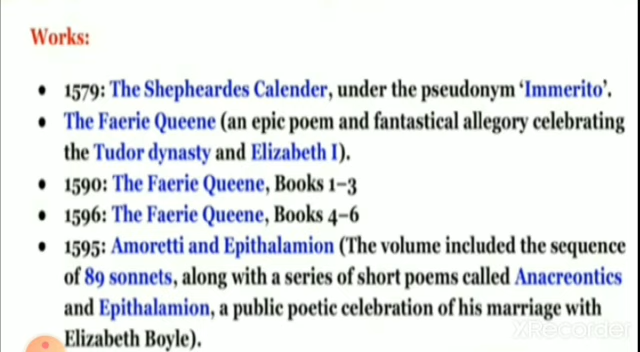 Works:
• 1579: The Shepheardes Calender, under the pseudonym ‘Immerito’.
• The Faerie Queene (an epic poem and fantastical allegory celebrating
the Tudor dynasty and Elizabeth I).
• 1590: The Faerie Queene, Books 1–3
• 1596: The Faerie Queene, Books 4–6
• 1595: Amoretti and Epithalamion (The volume included the sequence
of 89 sonnets, along with a series of short poems called Anacreontics
and Epithalamion, a public poetic celebration of his marriage with
Elizabeth Boyle).
XRecorder